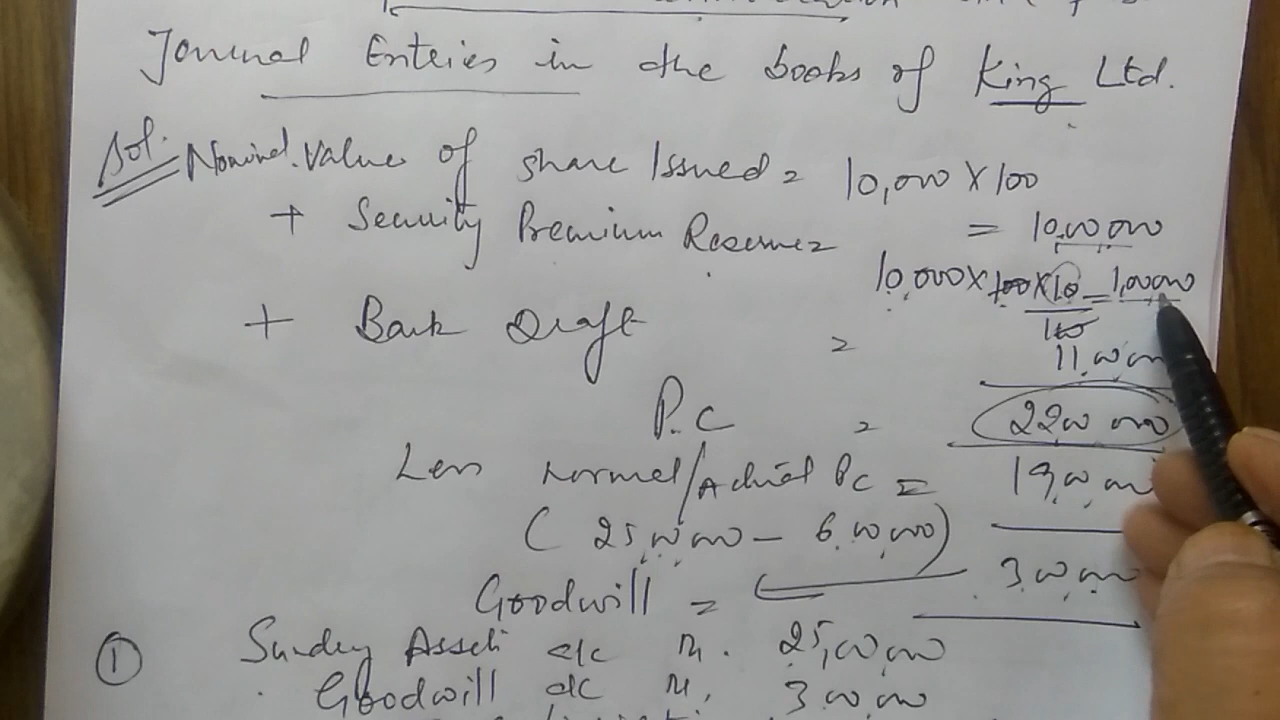 Journal Entries in the books of King Ltd.
Sol. Nominal Value of share Issued = 10,000 X 100
= 10,00,000
+ Security Premium Reserve =
10,000 X 100 X 10 = 1,00,000
100
+ Bank Draft = 11,00,000
P.C = 22,00,000
Less Normal/Actual PC = 19,00,000
( 25,00,000 - 6,00,000)
Goodwill = 3,00,000
1 Sundry Asset a/c Dr. 25,00,000
Goodwill a/c Dr. 3,00,000